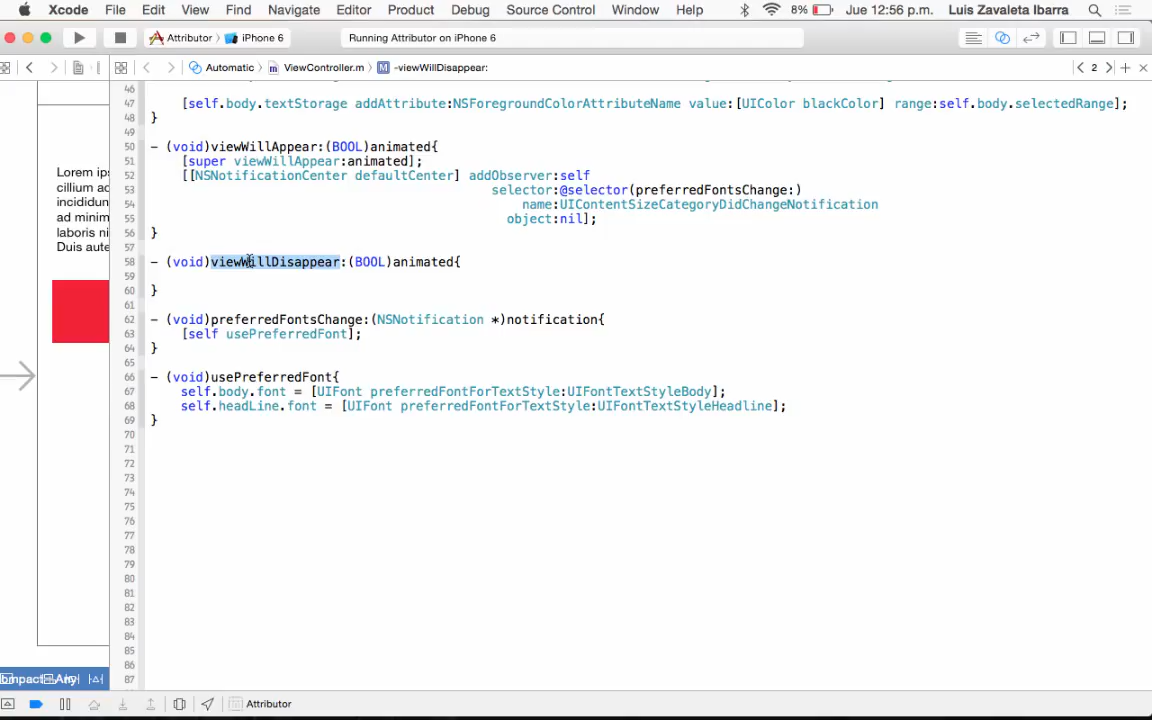 Xcode File Edit View Find Navigate Editor Product Debug Source Control Window Help 8% Jue 12:56 p.m. Luis Zavaleta Ibarra
Attributor iPhone 6 Running Attributor on iPhone 6
Automatic ViewController.m M -viewWillDisappear: 2
46
47 [self.body.textStorage addAttribute:NSForegroundColorAttributeName value:[UIColor blackColor] range:self.body.selectedRange];
48 }
49
50 - (void)viewWillAppear:(BOOL)animated{
51 [super viewWillAppear:animated];
52 [[NSNotificationCenter defaultCenter] addObserver:self
53 selector:@selector(preferredFontsChange:)
54 name:UIContentSizeCategoryDidChangeNotification
55 object:nil];
56 }
57
58 - (void)viewWillDisappear:(BOOL)animated{
59
60 }
61
62 - (void)preferredFontsChange:(NSNotification *)notification{
63 [self usePreferredFont];
64 }
65
66 - (void)usePreferredFont{
67 self.body.font = [UIFont preferredFontForTextStyle:UIFontTextStyleBody];
68 self.headLine.font = [UIFont preferredFontForTextStyle:UIFontTextStyleHeadline];
69 }
70
71
72
73
74
75
76
77
78
79
80
81
82
83
84
85
86
87
Lorem ips
cillum ad
incididun
ad minim
laboris ni
Duis aute
Attributor